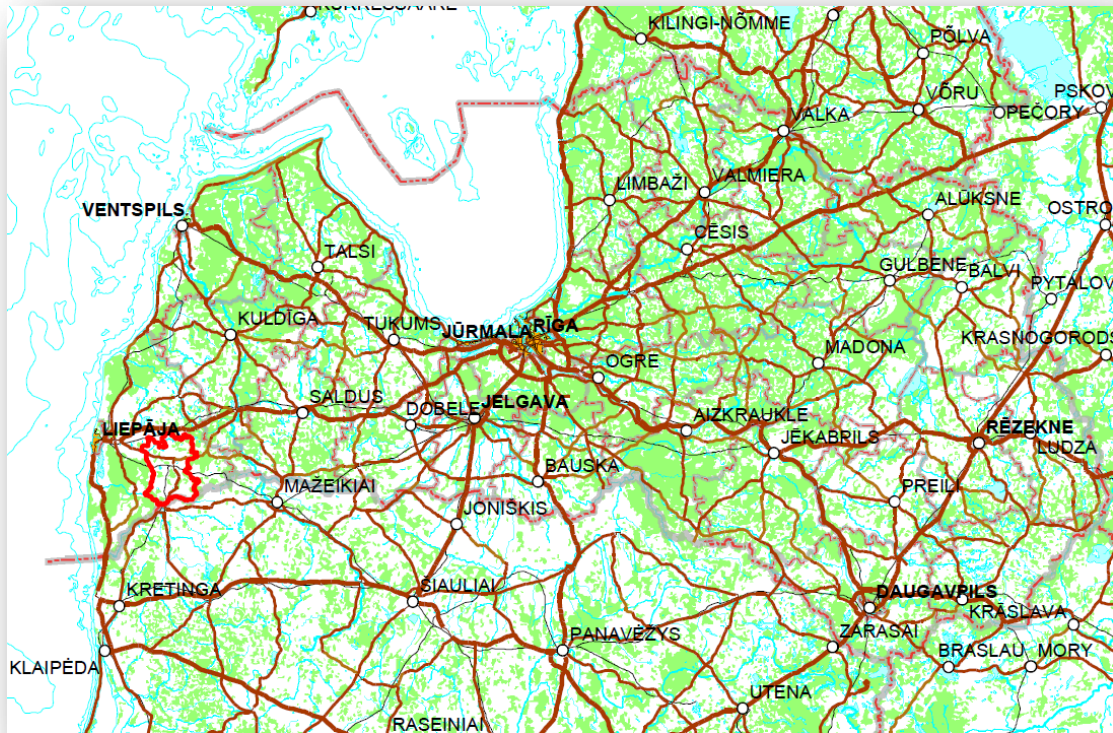 KURRESSAARE
KILINGI-NÕMME
PÕLVA
PSKOV
VÕRU
PEČORY
VALKA
LIMBAŽI
VALMIERA
VENTSPILS
ALŪKSNE
OSTRO
CĒSIS
TALSI
GULBENE
BALVI
PYTALOV
KULDĪGA
TUKUMS
JŪRMALA
RĪGA
KRASNOGORODS
MADONA
OGRE
SALDUS
DOBELE
JELGAVA
AIZKRAUKLE
LIEPĀJA
JĒKABPILS
RĒZEKNE
LUDZA
BAUSKA
MAŽEIKIAI
PREIĻI
JONIŠKIS
KRETINGA
ŠIAULIAI
DAUGAVPILS
KRĀSLAVA
PANAVĖŽYS
ZARASAI
KLAIPĖDA
BRASLAU
MORY
UTENA
RASEINIAI